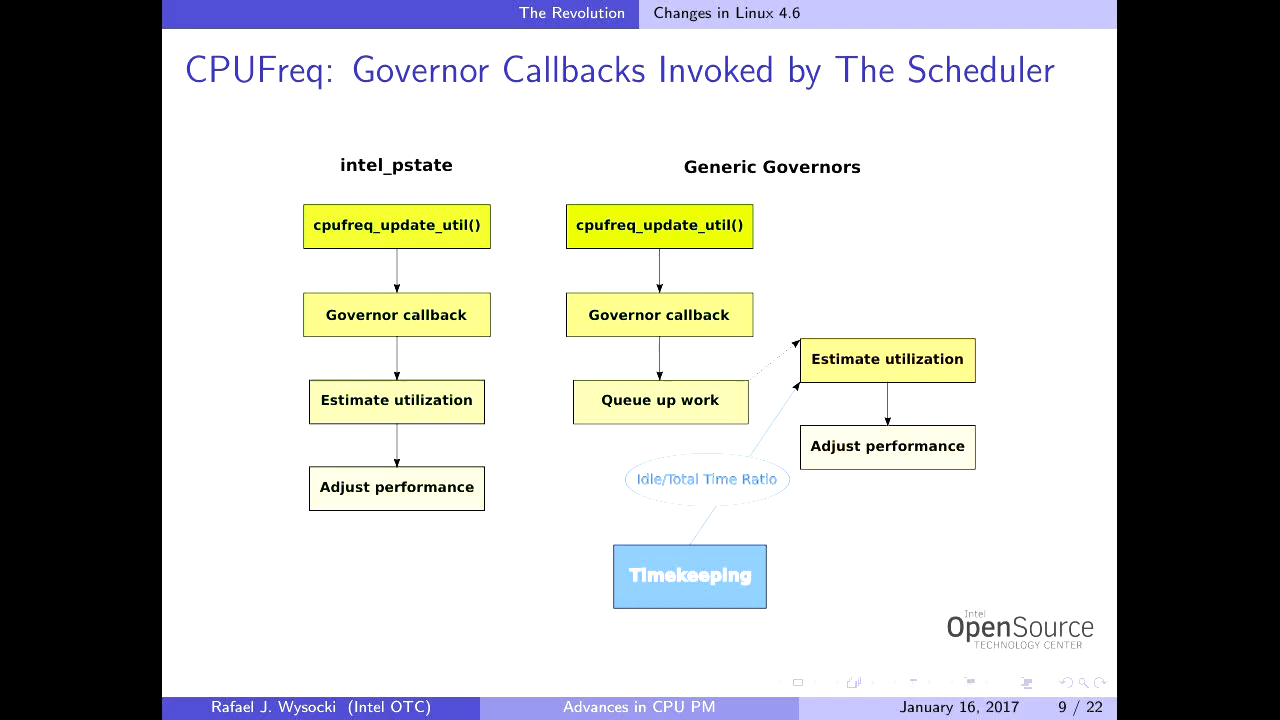 The Revolution
Changes in Linux 4.6
CPUFreq: Governor Callbacks Invoked by The Scheduler
intel_pstate
cpufreq_update_util()
Governor callback
Estimate utilization
Adjust performance
Generic Governors
cpufreq_update_util()
Governor callback
Queue up work
Estimate utilization
Adjust performance
Idle/Total Time Ratio
Timekeeping
Intel
OpenSource
TECHNOLOGY CENTER
Rafael J. Wysocki (Intel OTC)
Advances in CPU PM
January 16, 2017
9 / 22